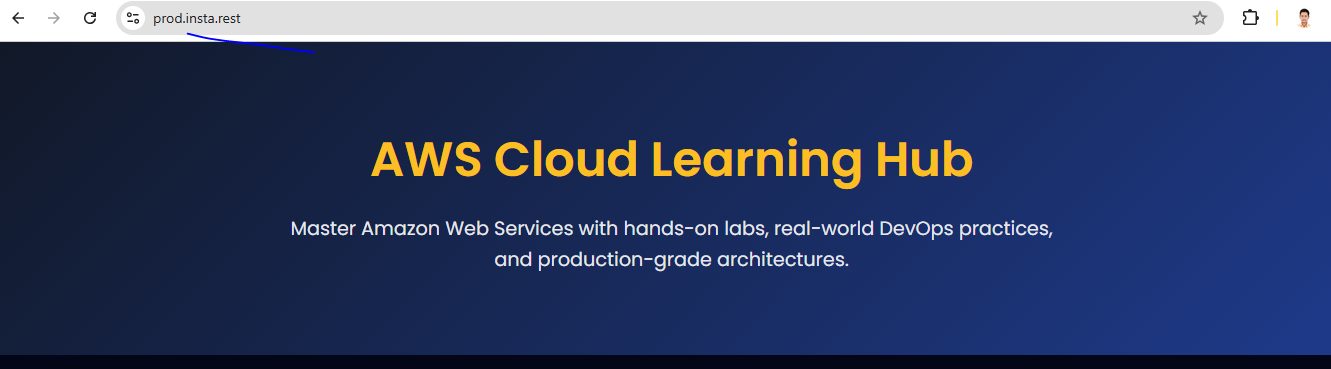 prod.insta.rest
AWS Cloud Learning Hub
Master Amazon Web Services with hands-on labs, real-world DevOps practices,
and production-grade architectures.